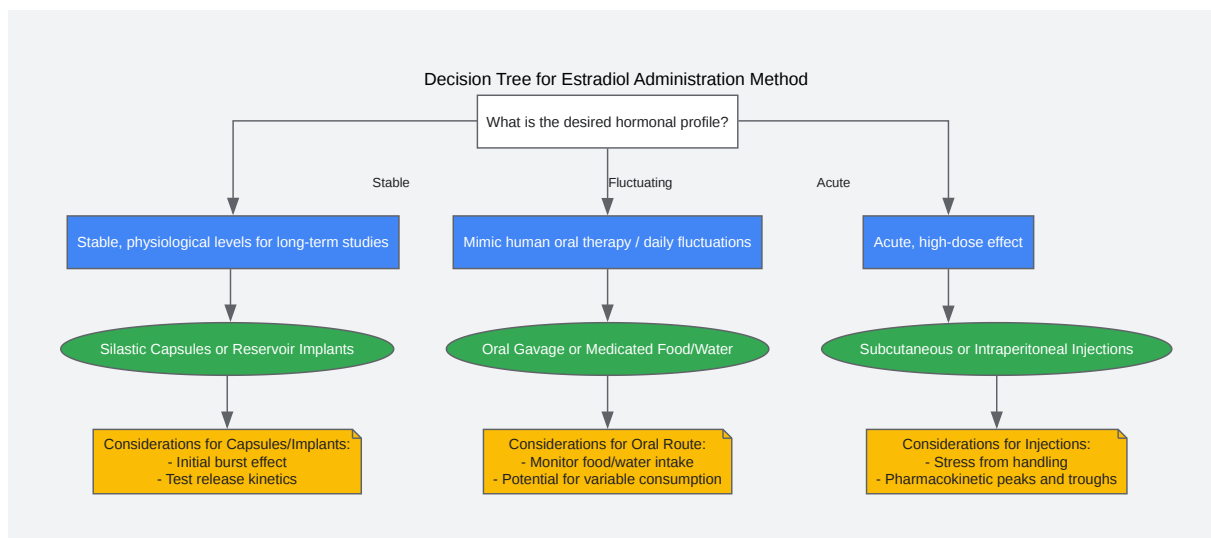 Decision Tree for Estradiol Administration Method
What is the desired hormonal profile?
Stable
Fluctuating
Acute
Stable, physiological levels for long-term studies
Mimic human oral therapy / daily fluctuations
Acute, high-dose effect
Silastic Capsules or Reservoir Implants
Oral Gavage or Medicated Food/Water
Subcutaneous or Intraperitoneal Injections
Considerations for Capsules/Implants:
- Initial burst effect
- Test release kinetics
Considerations for Oral Route:
- Monitor food/water intake
- Potential for variable consumption
Considerations for Injections:
- Stress from handling
- Pharmacokinetic peaks and troughs